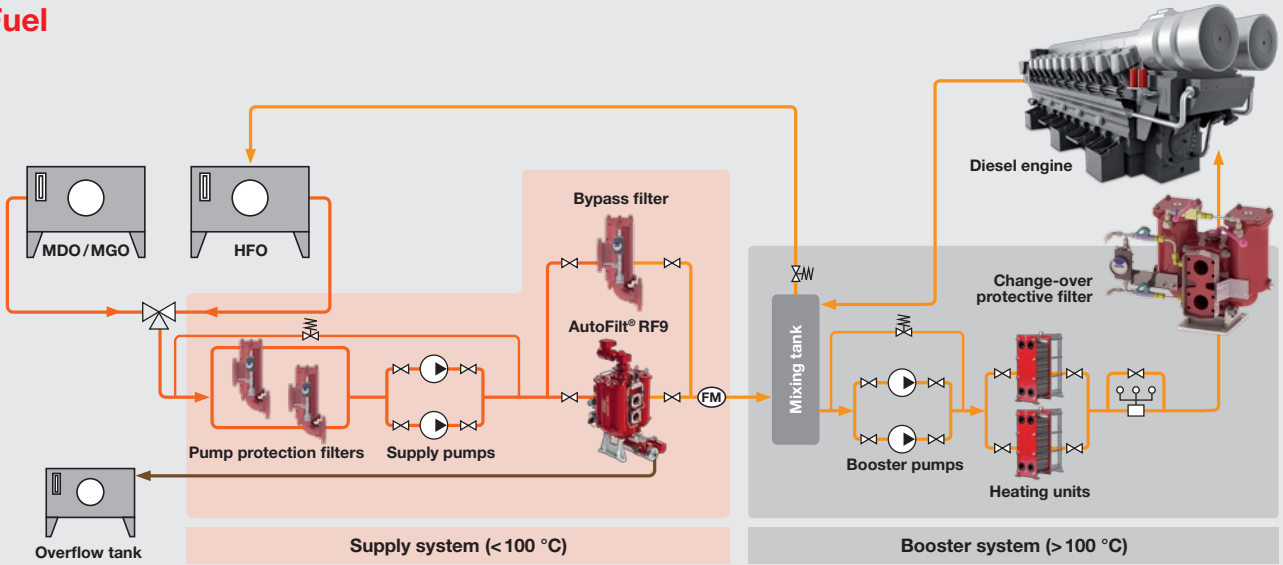 Fuel
Diesel engine
MDO / MGO
HFO
Bypass filter
Change-over
protective filter
AutoFilt® RF9
Mixing tank
FM
Pump protection filters
Supply pumps
Booster pumps
Heating units
Overflow tank
Supply system (< 100 °C)
Booster system (> 100 °C)